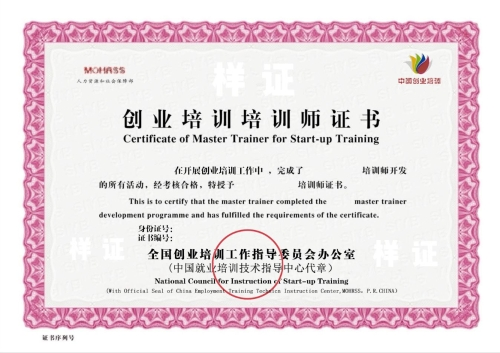 MOHRSS
人力资源和社会保障部
中国创业培训
样证
创业培训培训师证书
Certificate of Master Trainer for Start-up Training
在开展创业培训工作中,完成了 培训师开发
的所有活动,经考核合格,特授予 培训师证书。
This is to certify that the master trainer completed the master trainer
development programme and has fulfilled the requirements of the certificate.
身份证号:
证书编号:
样证
样证
全国创业培训工作指导委员会办公室
(中国就业培训技术指导中心代章)
National Council for Instruction of Start-up Training
(With Official Seal of China Employment Training Technical Instruction Center,MOHRSS, P.R.CHINA)
证书序列号